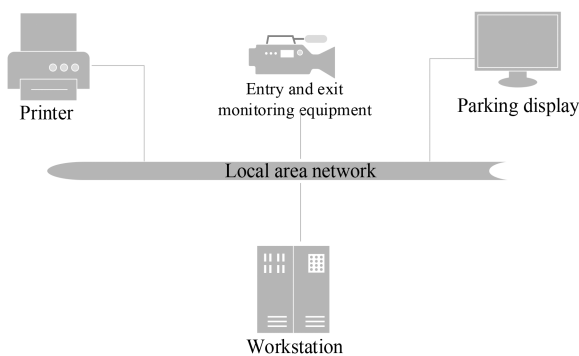 Printer
Entry and exit
monitoring equipment
Parking display
Local area network
Workstation